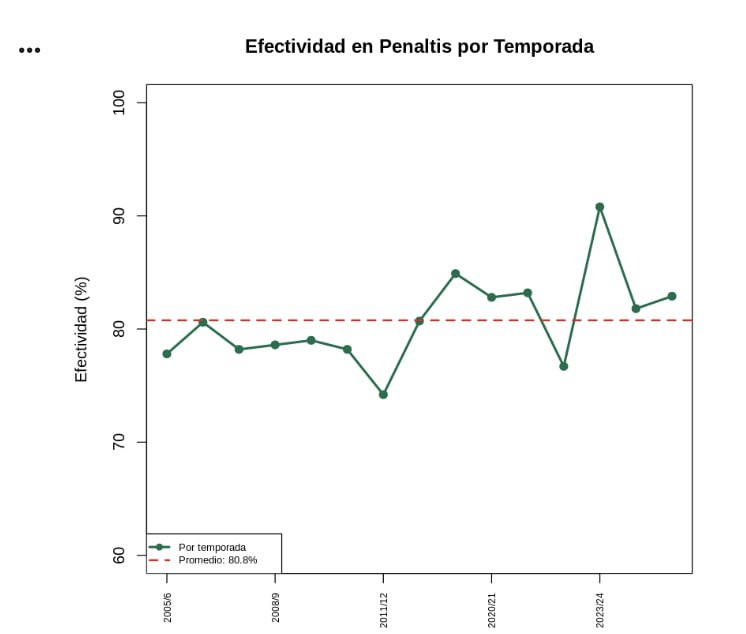 •••
Efectividad en Penaltis por Temporada
Efectividad (%)
100
90
80
70
60
Por temporada
Promedio: 80.8%
2005/6
2008/9
2011/12
2020/21
2023/24